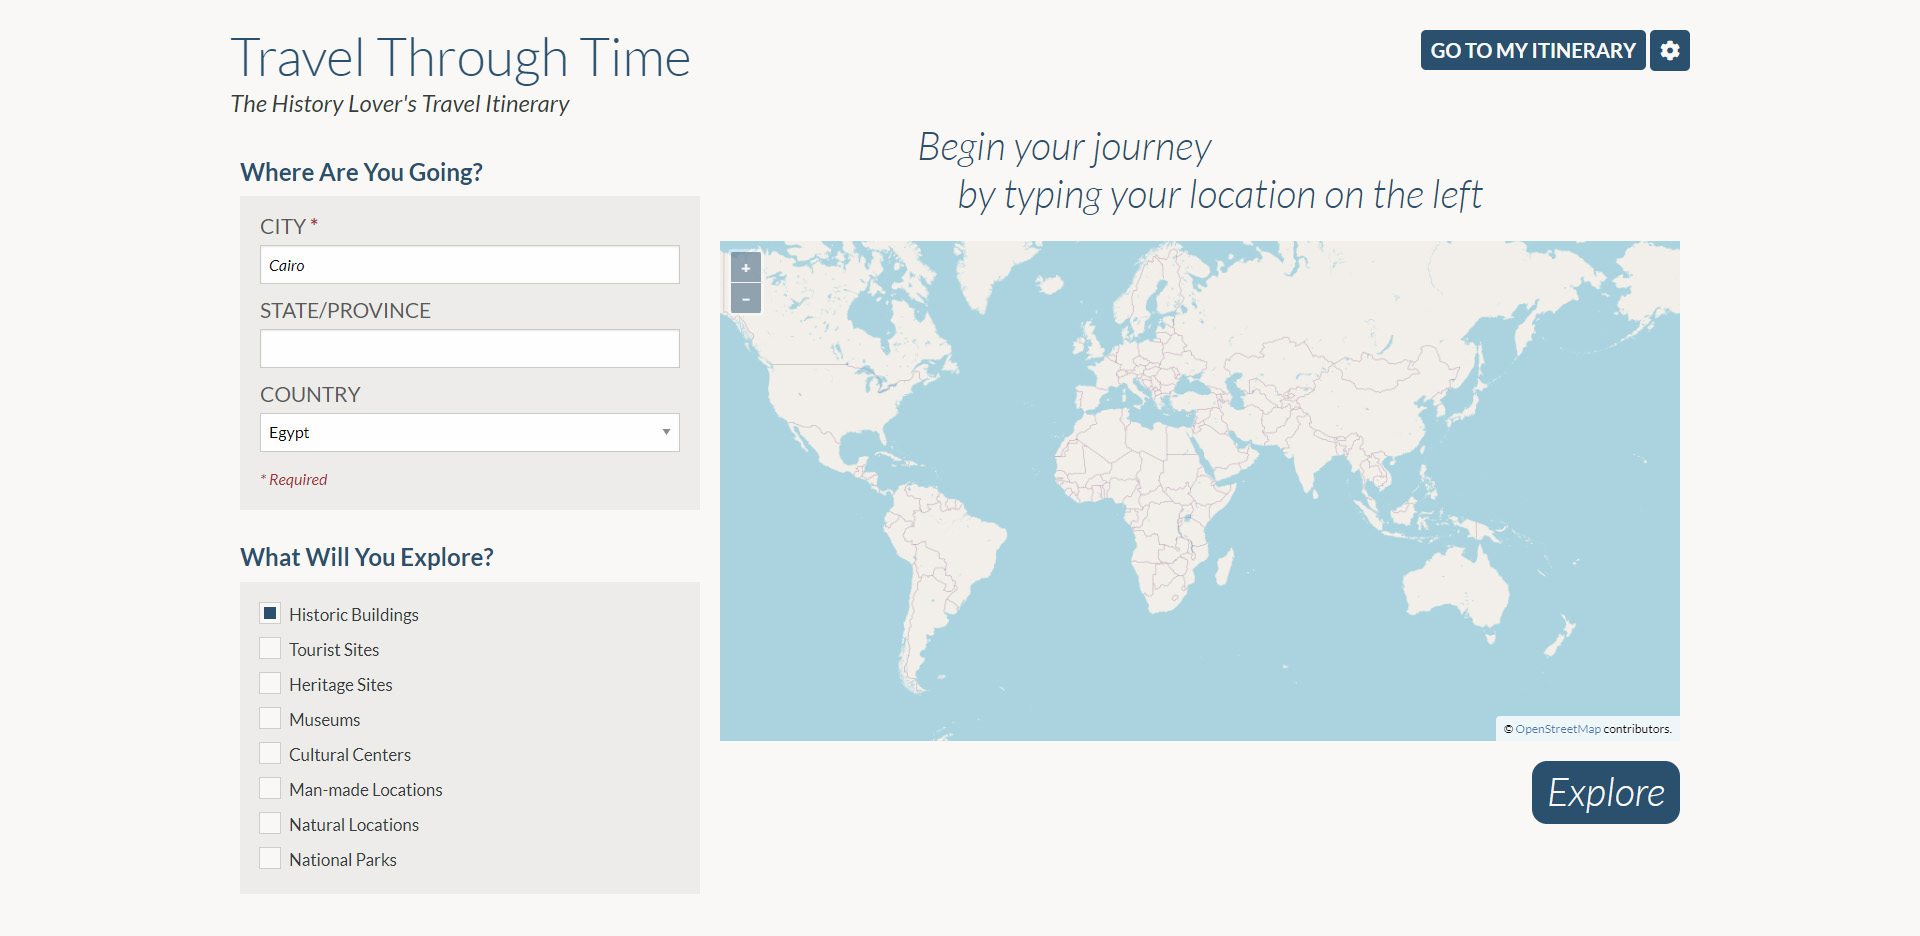 Travel Through Time
The History Lover's Travel Itinerary
GO TO MY ITINERARY
Begin your journey
by typing your location on the left
Where Are You Going?
CITY *
Cairo
STATE/PROVINCE
COUNTRY
Egypt
* Required
What Will You Explore?
Historic Buildings
Tourist Sites
Heritage Sites
Museums
Cultural Centers
Man-made Locations
Natural Locations
National Parks
+
–
© OpenStreetMap contributors.
Explore